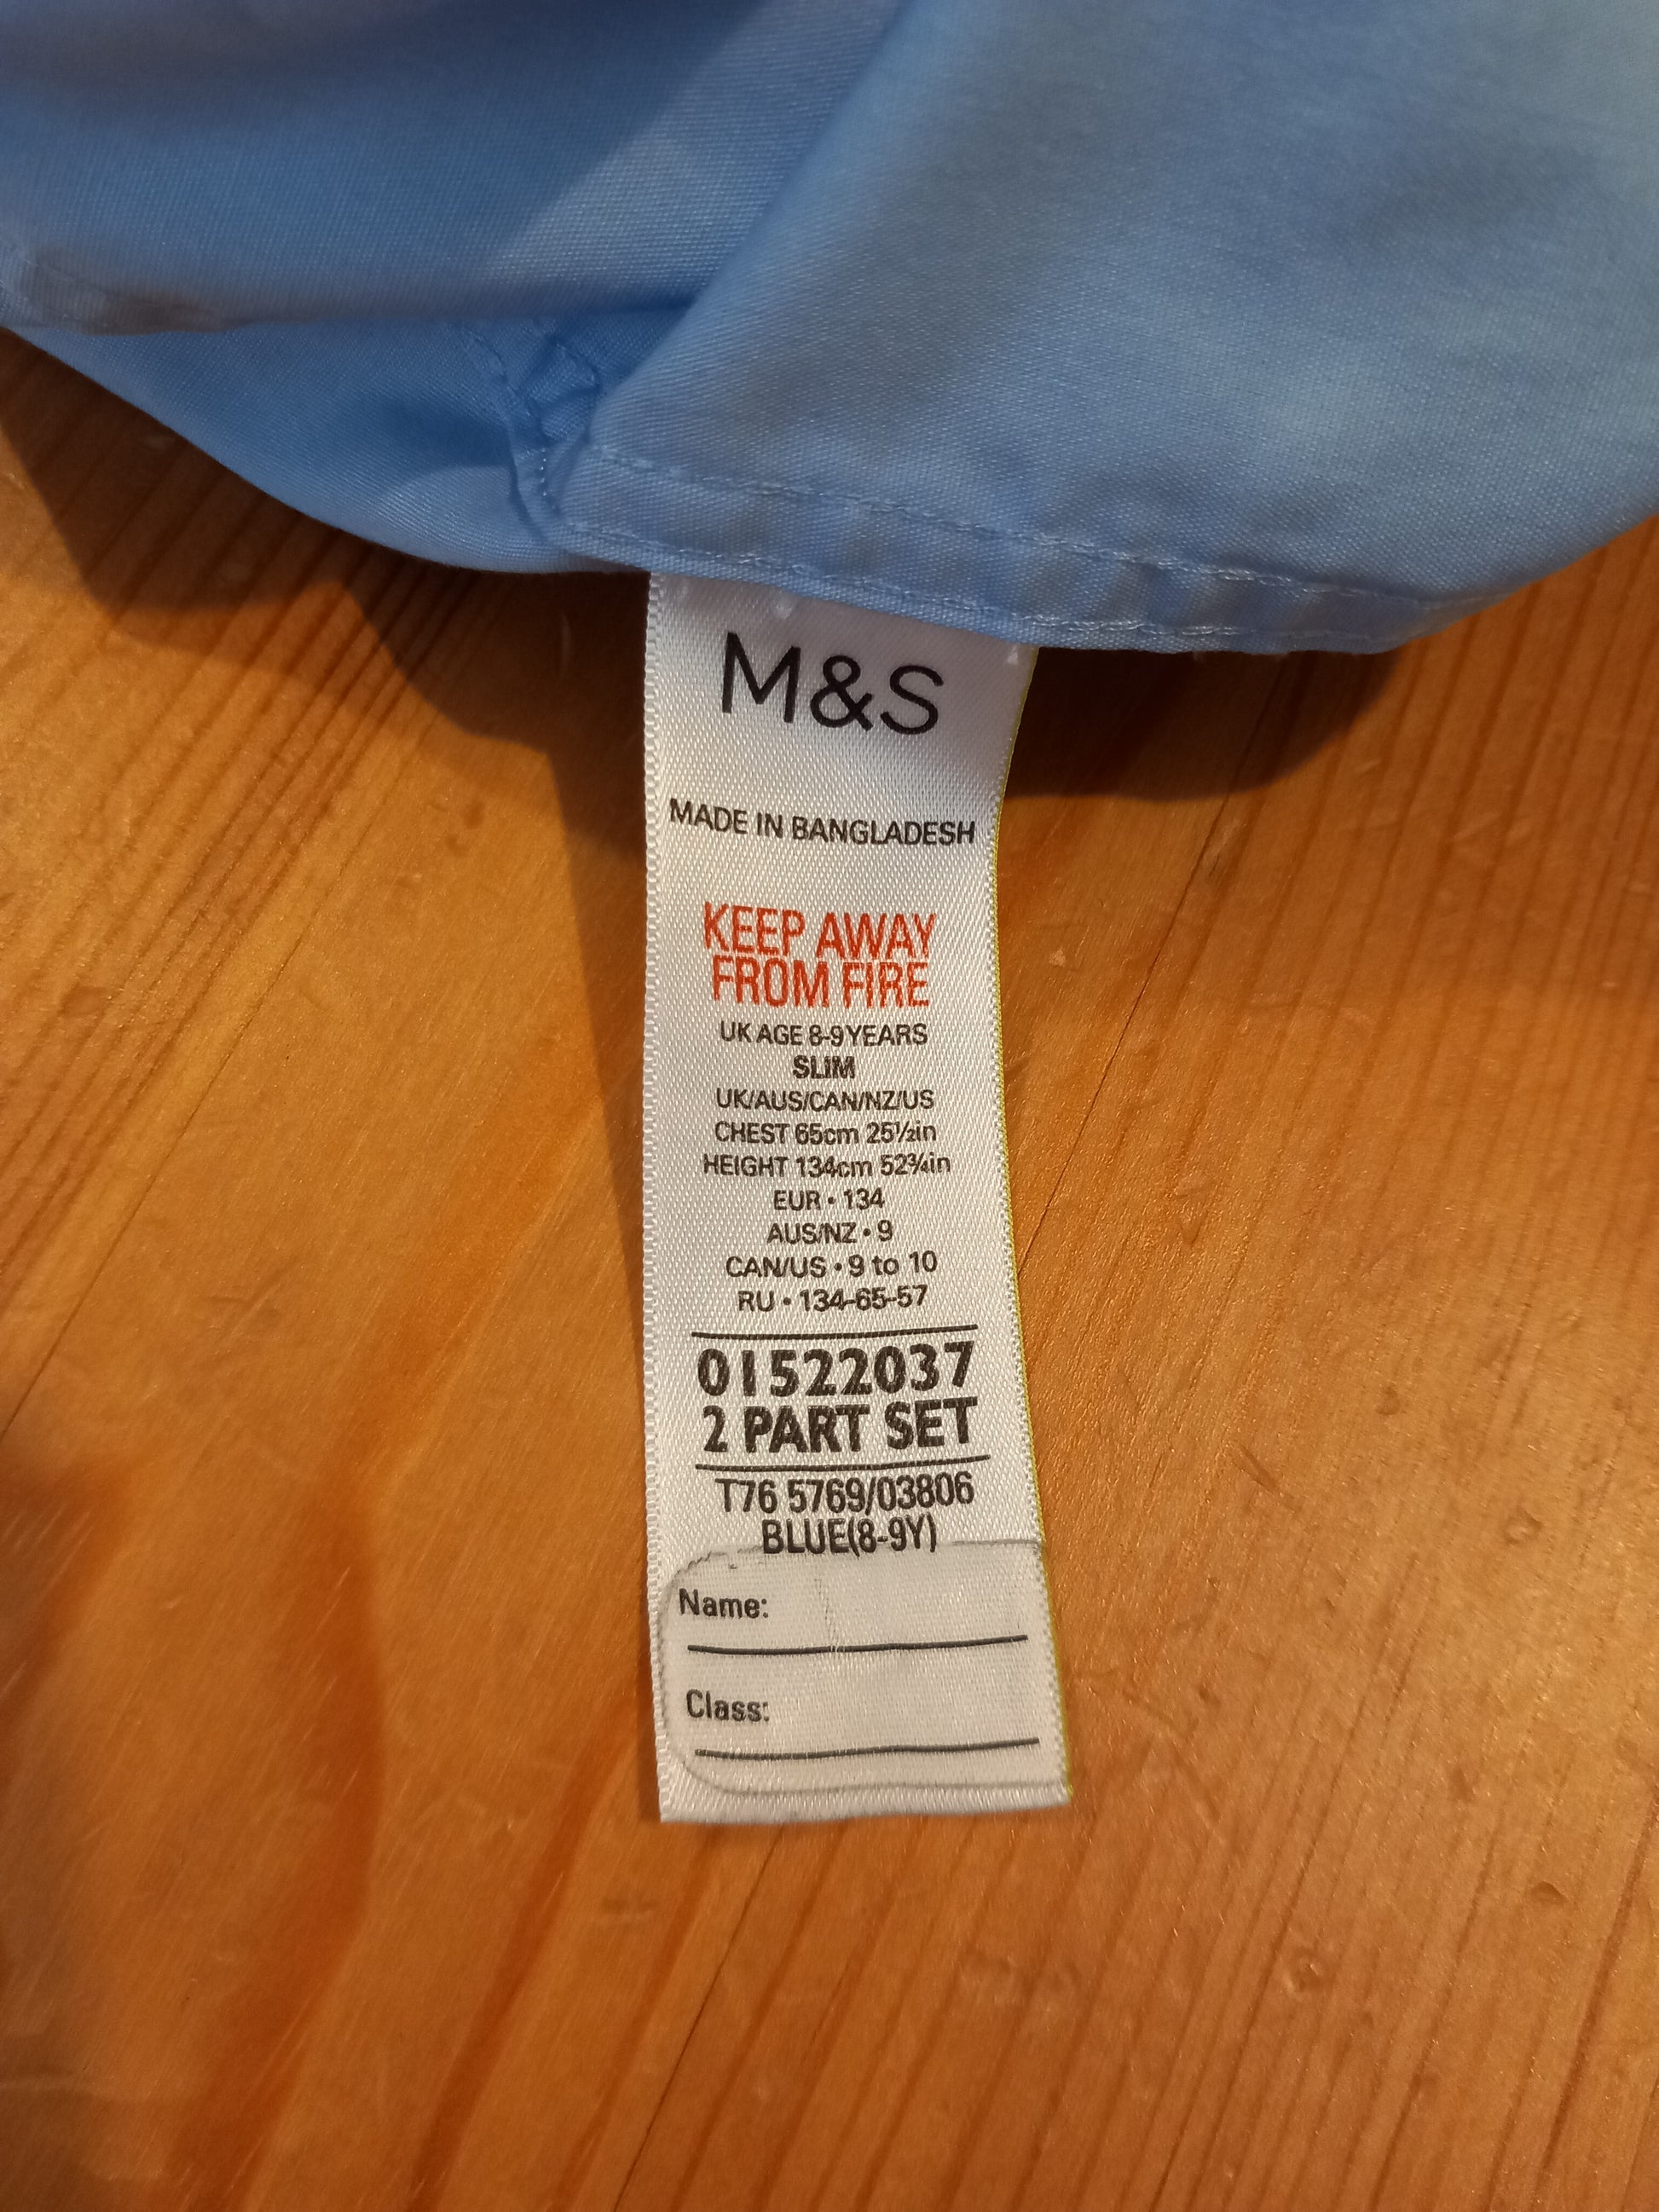 M&S
MADE IN BANGLADESH
KEEP AWAY
FROM FIRE
UK AGE 8-9 YEARS
SLIM
UK/AUS/CAN/NZ/US
CHEST 65cm 25½in
HEIGHT 134cm 52¾in
EUR • 134
AUS/NZ • 9
CAN/US • 9 to 10
RU • 134-65-57
01522037
2 PART SET
T76 5769/03806
BLUE(8-9Y)
Name:
Class: